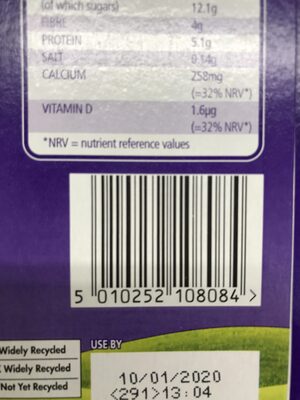 (of which sugars) 12.1g
FIBRE 4g
PROTEIN 5.1g
SALT 0.14g
CALCIUM 258mg
(=32% NRV*)
VITAMIN D 1.6µg
(=32% NRV*)
*NRV = nutrient reference values
5 010252 108084 >
USE BY
Widely Recycled
Widely Recycled
Not Yet Recycled
10/01/2020
<291>13:04